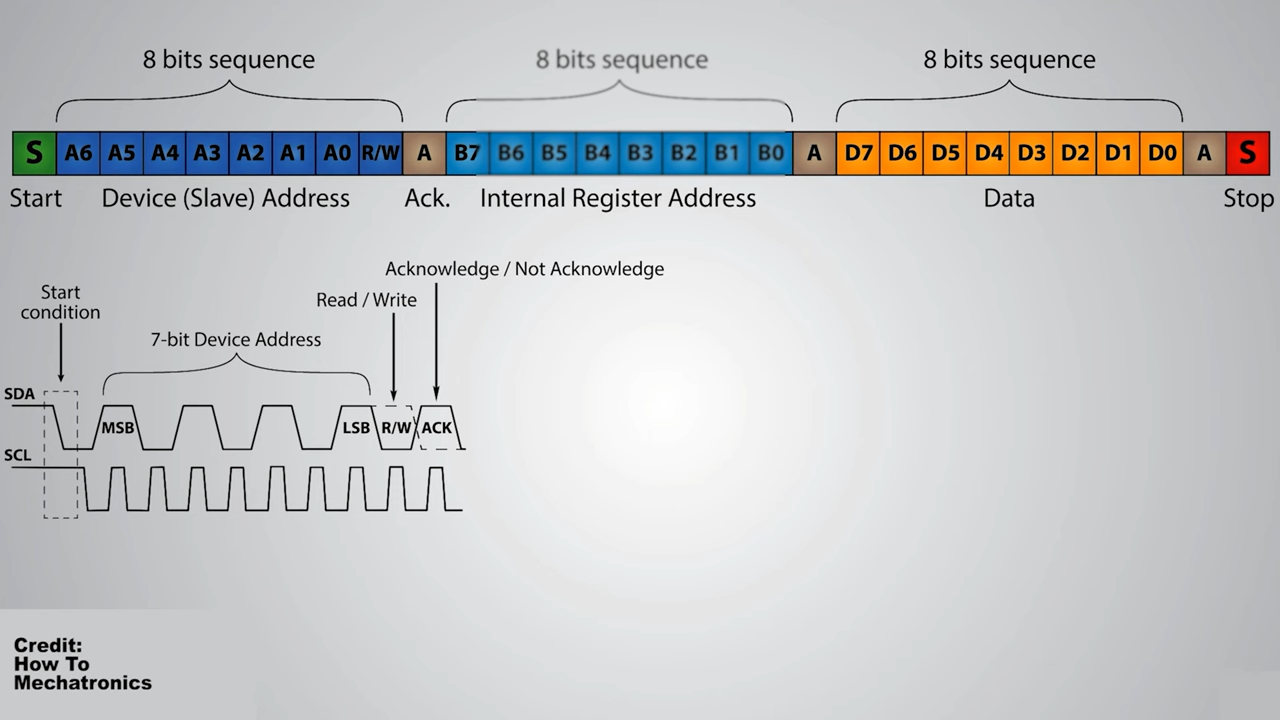 8 bits sequence 8 bits sequence 8 bits sequence
S A6 A5 A4 A3 A2 A1 A0 R/W A B7 B6 B5 B4 B3 B2 B1 B0 A D7 D6 D5 D4 D3 D2 D1 D0 A S
Start Device (Slave) Address Ack. Internal Register Address Data Stop
Acknowledge / Not Acknowledge
Start
condition
Read / Write
7-bit Device Address
SDA
MSB LSB R/W ACK
SCL
Credit:
How To
Mechatronics